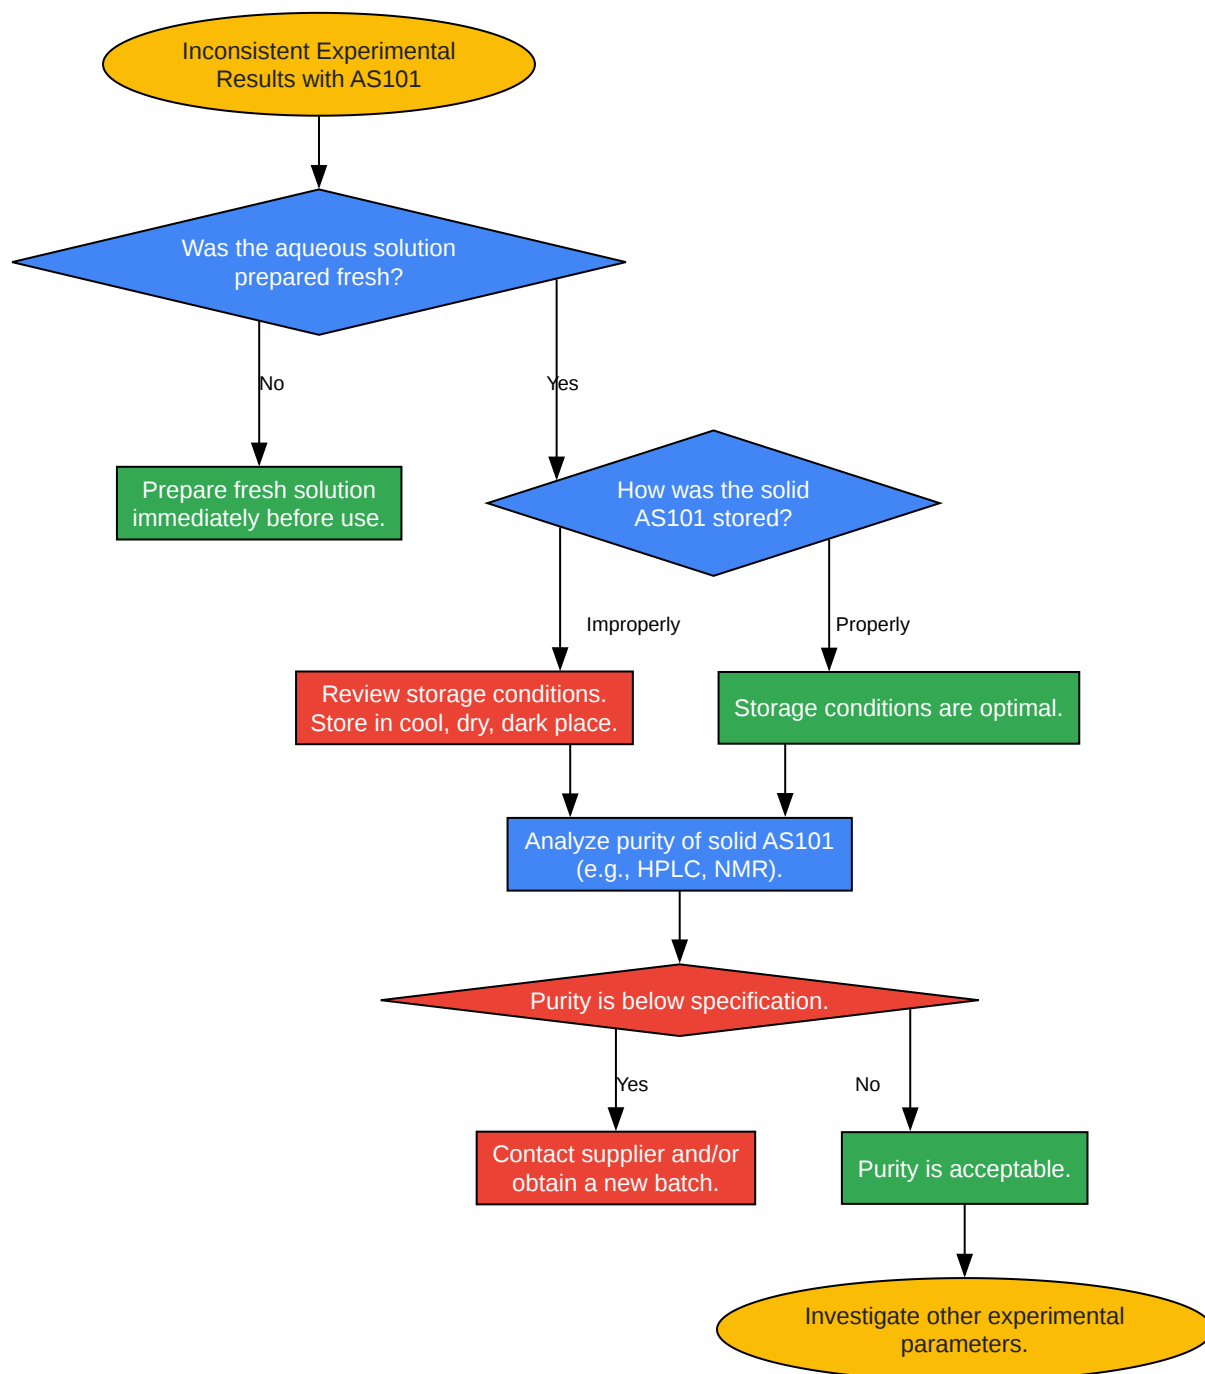 Inconsistent Experimental
Results with AS101
Was the aqueous solution
prepared fresh?
No
Yes
Prepare fresh solution
immediately before use.
How was the solid
AS101 stored?
Improperly
Properly
Review storage conditions.
Store in cool, dry, dark place.
Storage conditions are optimal.
Analyze purity of solid AS101
(e.g., HPLC, NMR).
Purity is below specification.
Yes
No
Contact supplier and/or
obtain a new batch.
Purity is acceptable.
Investigate other experimental
parameters.